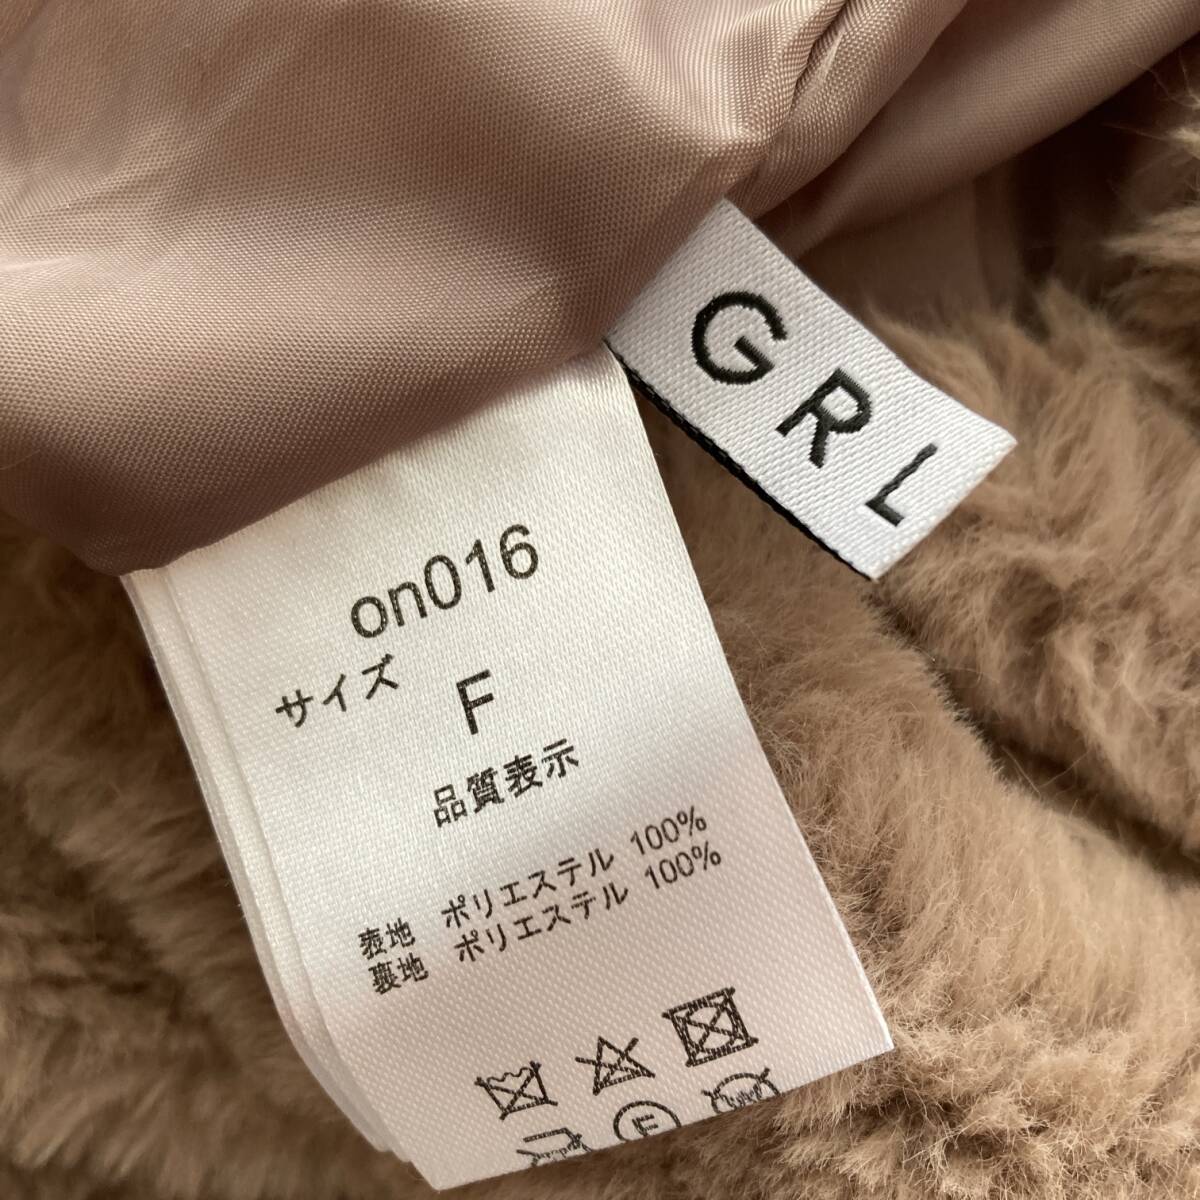 GRL
on016
サイズ
F
品質表示
表地 ポリエステル 100%
裏地 ポリエステル 100%
F